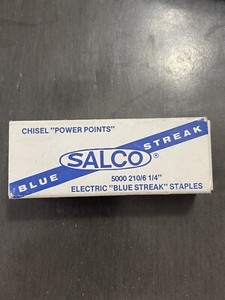 CHISEL "POWER POINTS"
BLUE STREAK
SALCO®
5000 210/6 1/4"
ELECTRIC "BLUE STREAK" STAPLES